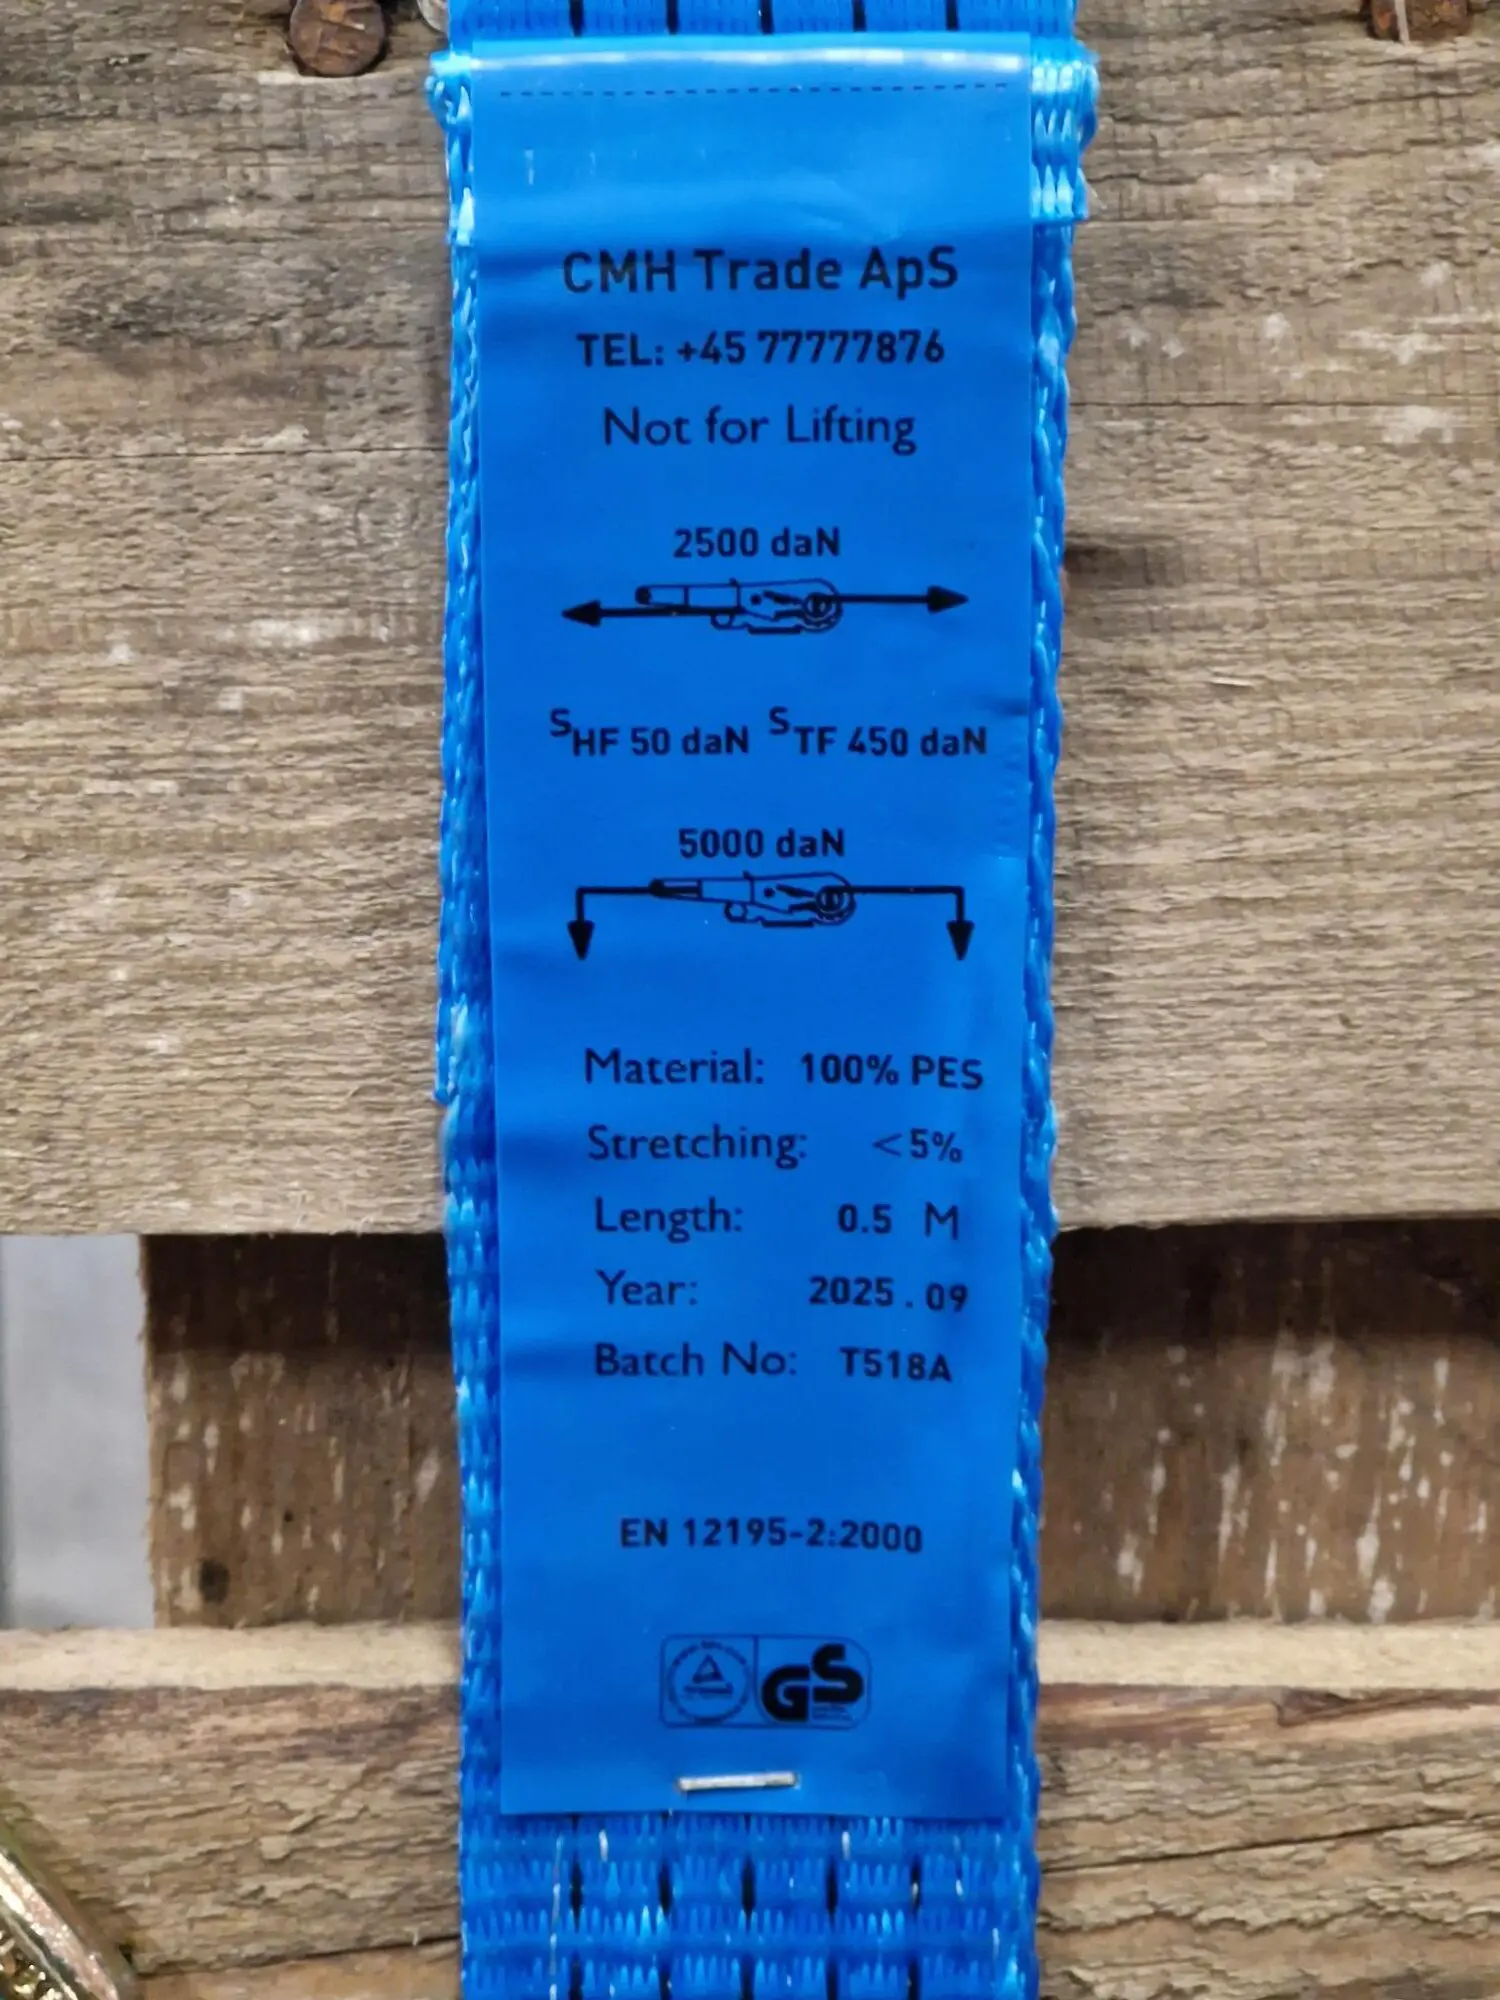 CMH Trade ApS
TEL: +45 77777876
Not for Lifting
2500 daN
SHF 50 daN STF 450 daN
5000 daN
Material: 100% PES
Stretching: <5%
Length: 0.5 M
Year: 2025.09
Batch No: T518A
EN 12195-2:2000
GS